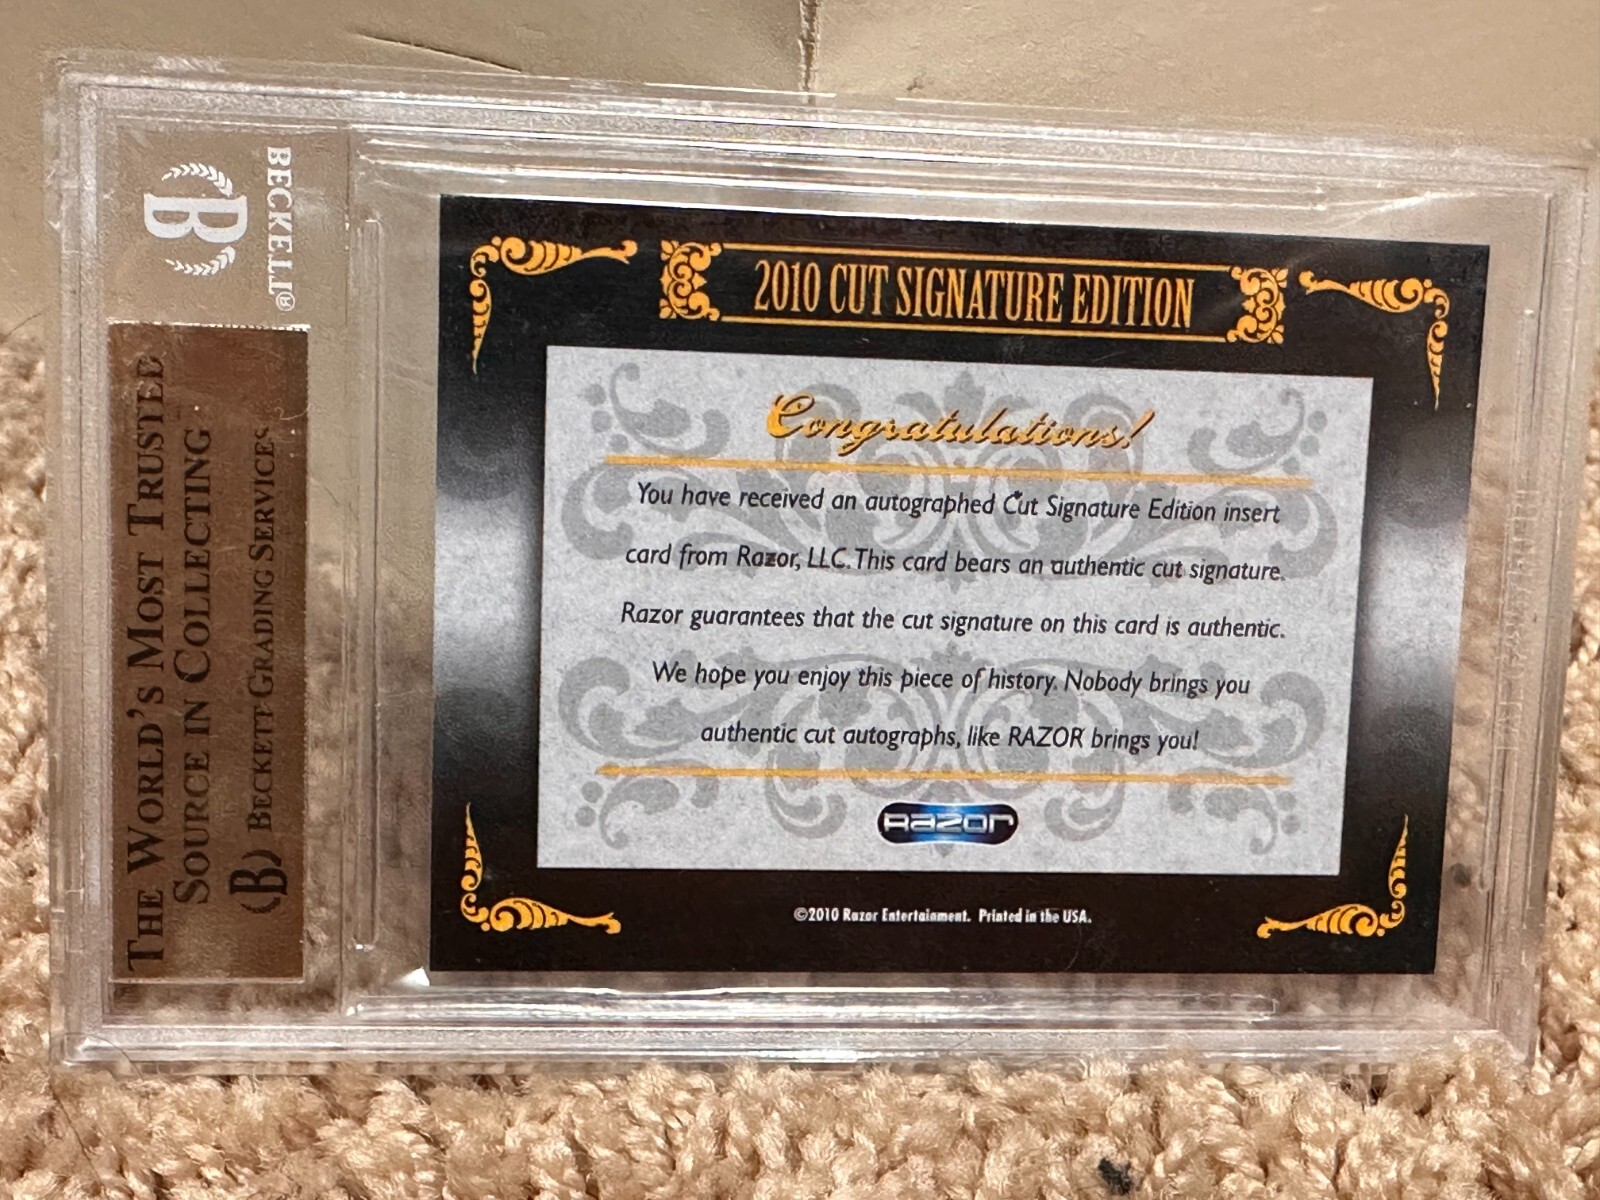 BECKETT®
B
THE WORLD'S MOST TRUSTED
SOURCE IN COLLECTING
B BECKETT GRADING SERVICES
2010 CUT SIGNATURE EDITION
Congratulations!
You have received an autographed Cut Signature Edition insert
card from Razor, LLC. This card bears an authentic cut signature.
Razor guarantees that the cut signature on this card is authentic.
We hope you enjoy this piece of history. Nobody brings you
authentic cut autographs, like RAZOR brings you!
Razor
©2010 Razor Entertainment. Printed in the USA.